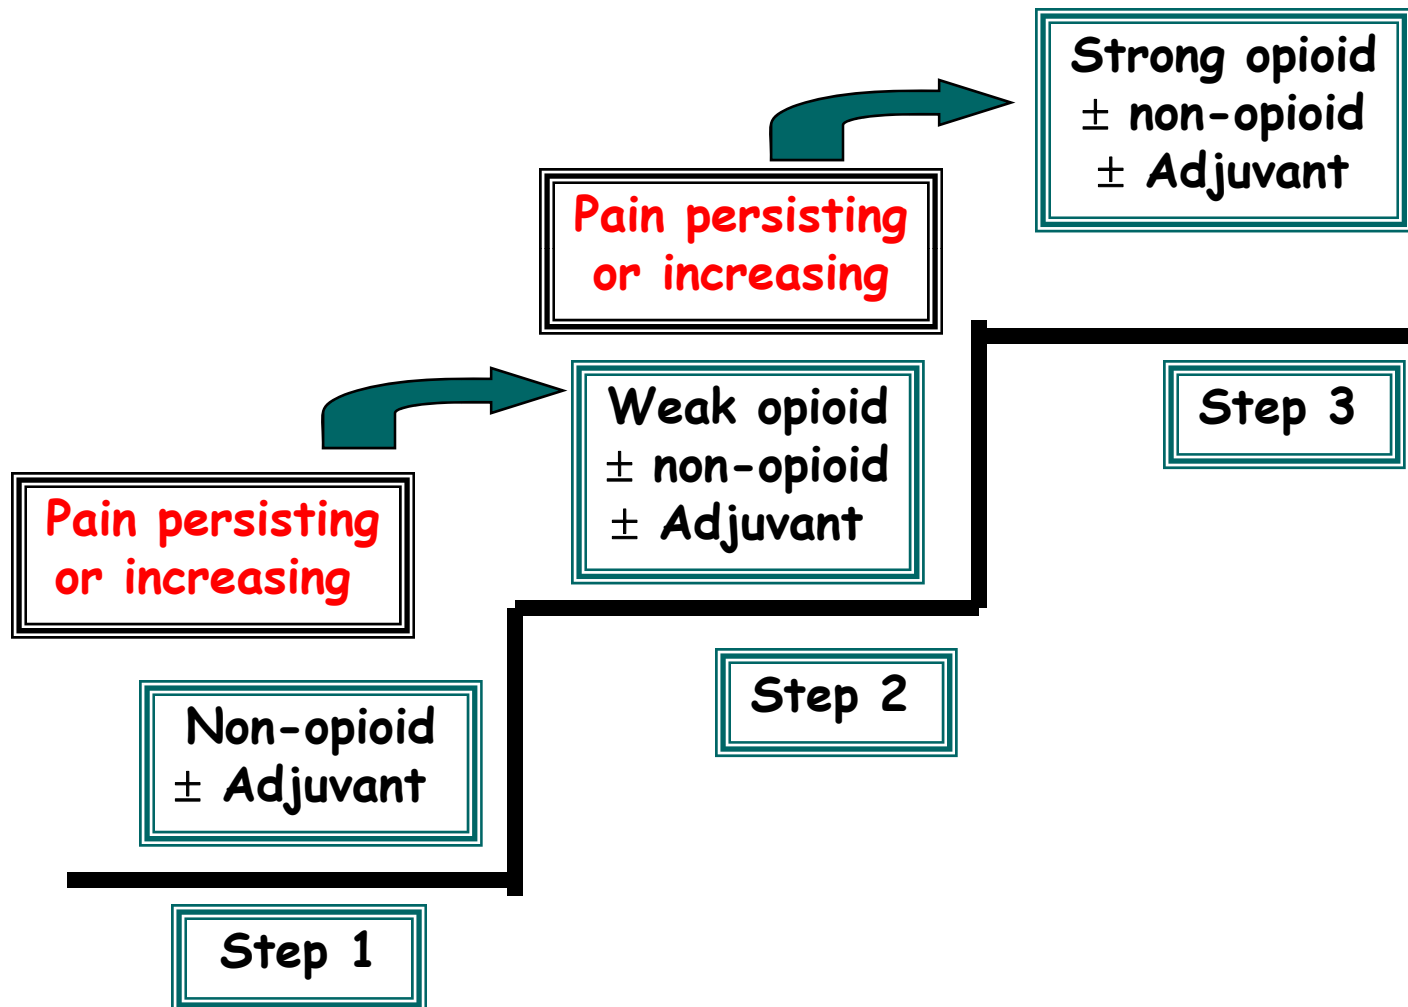 Strong opioid
± non-opioid
± Adjuvant
Pain persisting
or increasing
Weak opioid
± non-opioid
± Adjuvant
Step 3
Pain persisting
or increasing
Step 2
Non-opioid
± Adjuvant
Step 1